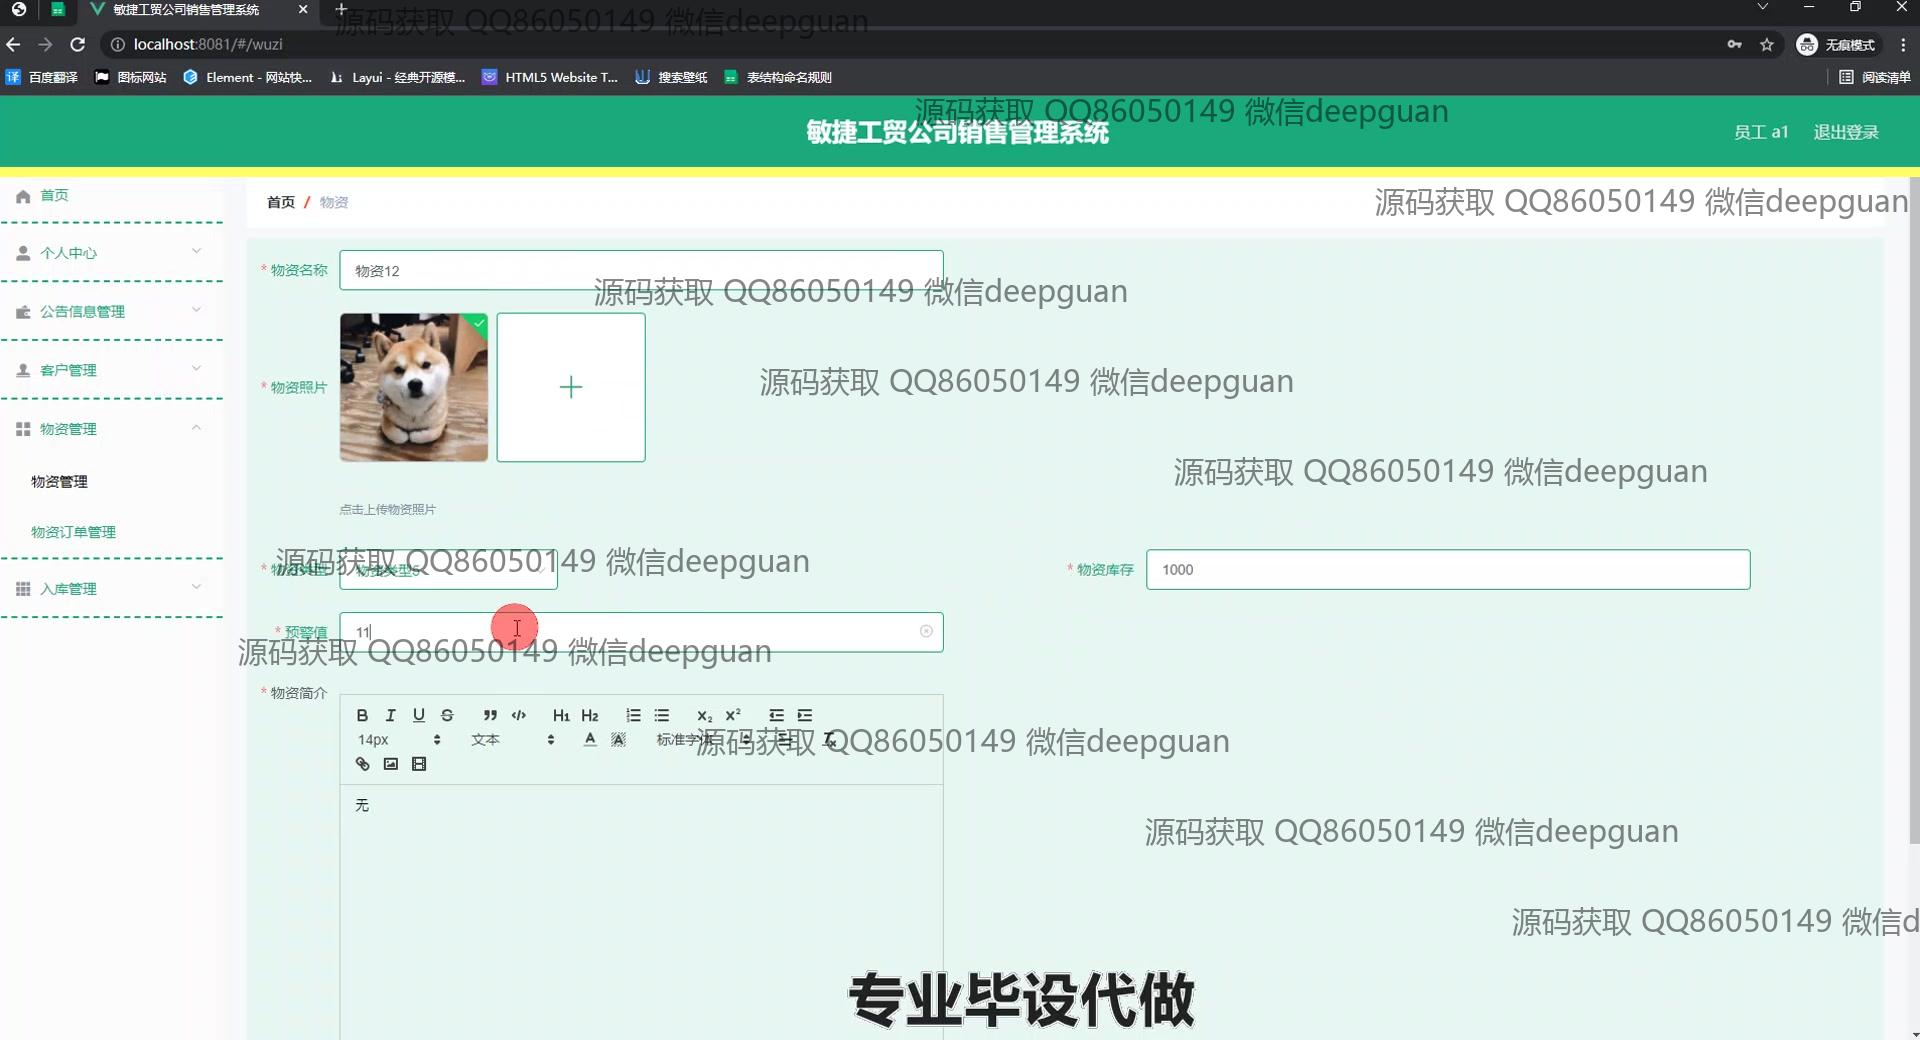 敏捷工贸公司销售管理系统
源码获取 QQ86050149 微信deepguan
localhost:8081/#/wuzi
无痕模式
百度翻译
图标网站
Element - 网站快...
Layui - 经典开源模...
HTML5 Website T...
搜索壁纸
表结构命名规则
阅读清单
源码获取 QQ86050149 微信deepguan
敏捷工贸公司销售管理系统
员工 a1
退出登录
首页
首页 / 物资
源码获取 QQ86050149 微信deepguan
个人中心
* 物资名称
物资12
源码获取 QQ86050149 微信deepguan
公告信息管理
客户管理
* 物资照片
源码获取 QQ86050149 微信deepguan
物资管理
源码获取 QQ86050149 微信deepguan
物资管理
点击上传物资照片
物资订单管理
源码获取 QQ86050149 微信deepguan
* 物资类型
物资类型5
* 物资库存
1000
入库管理
* 预警值
11
源码获取 QQ86050149 微信deepguan
* 物资简介
B I U S H1 H2 X2 X2
14px 文本 A A 标准字体
源码获取 QQ86050149 微信deepguan
无
源码获取 QQ86050149 微信deepguan
源码获取 QQ86050149 微信d
专业毕设代做